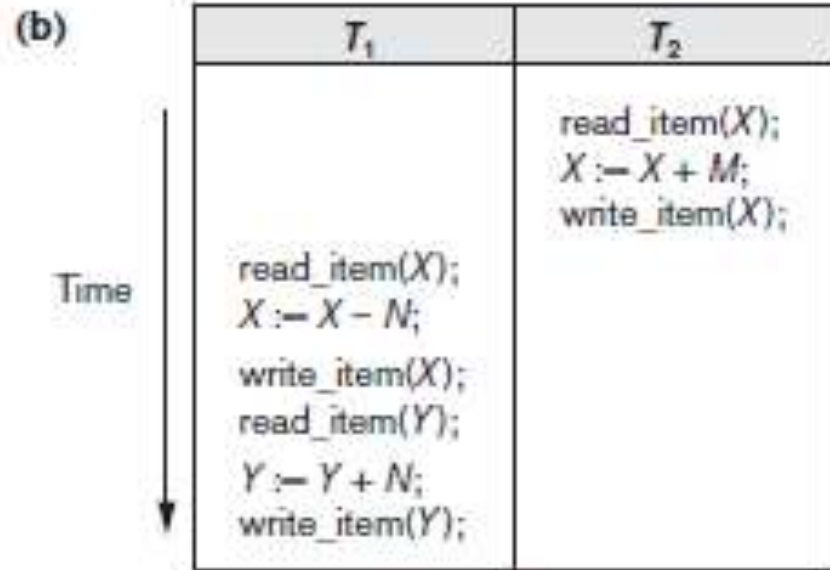 (b)
T₁ T₂
read_item(X);
X := X + M;
write_item(X);
Time
read_item(X);
X := X – N;
write_item(X);
read_item(Y);
Y := Y + N;
write_item(Y);